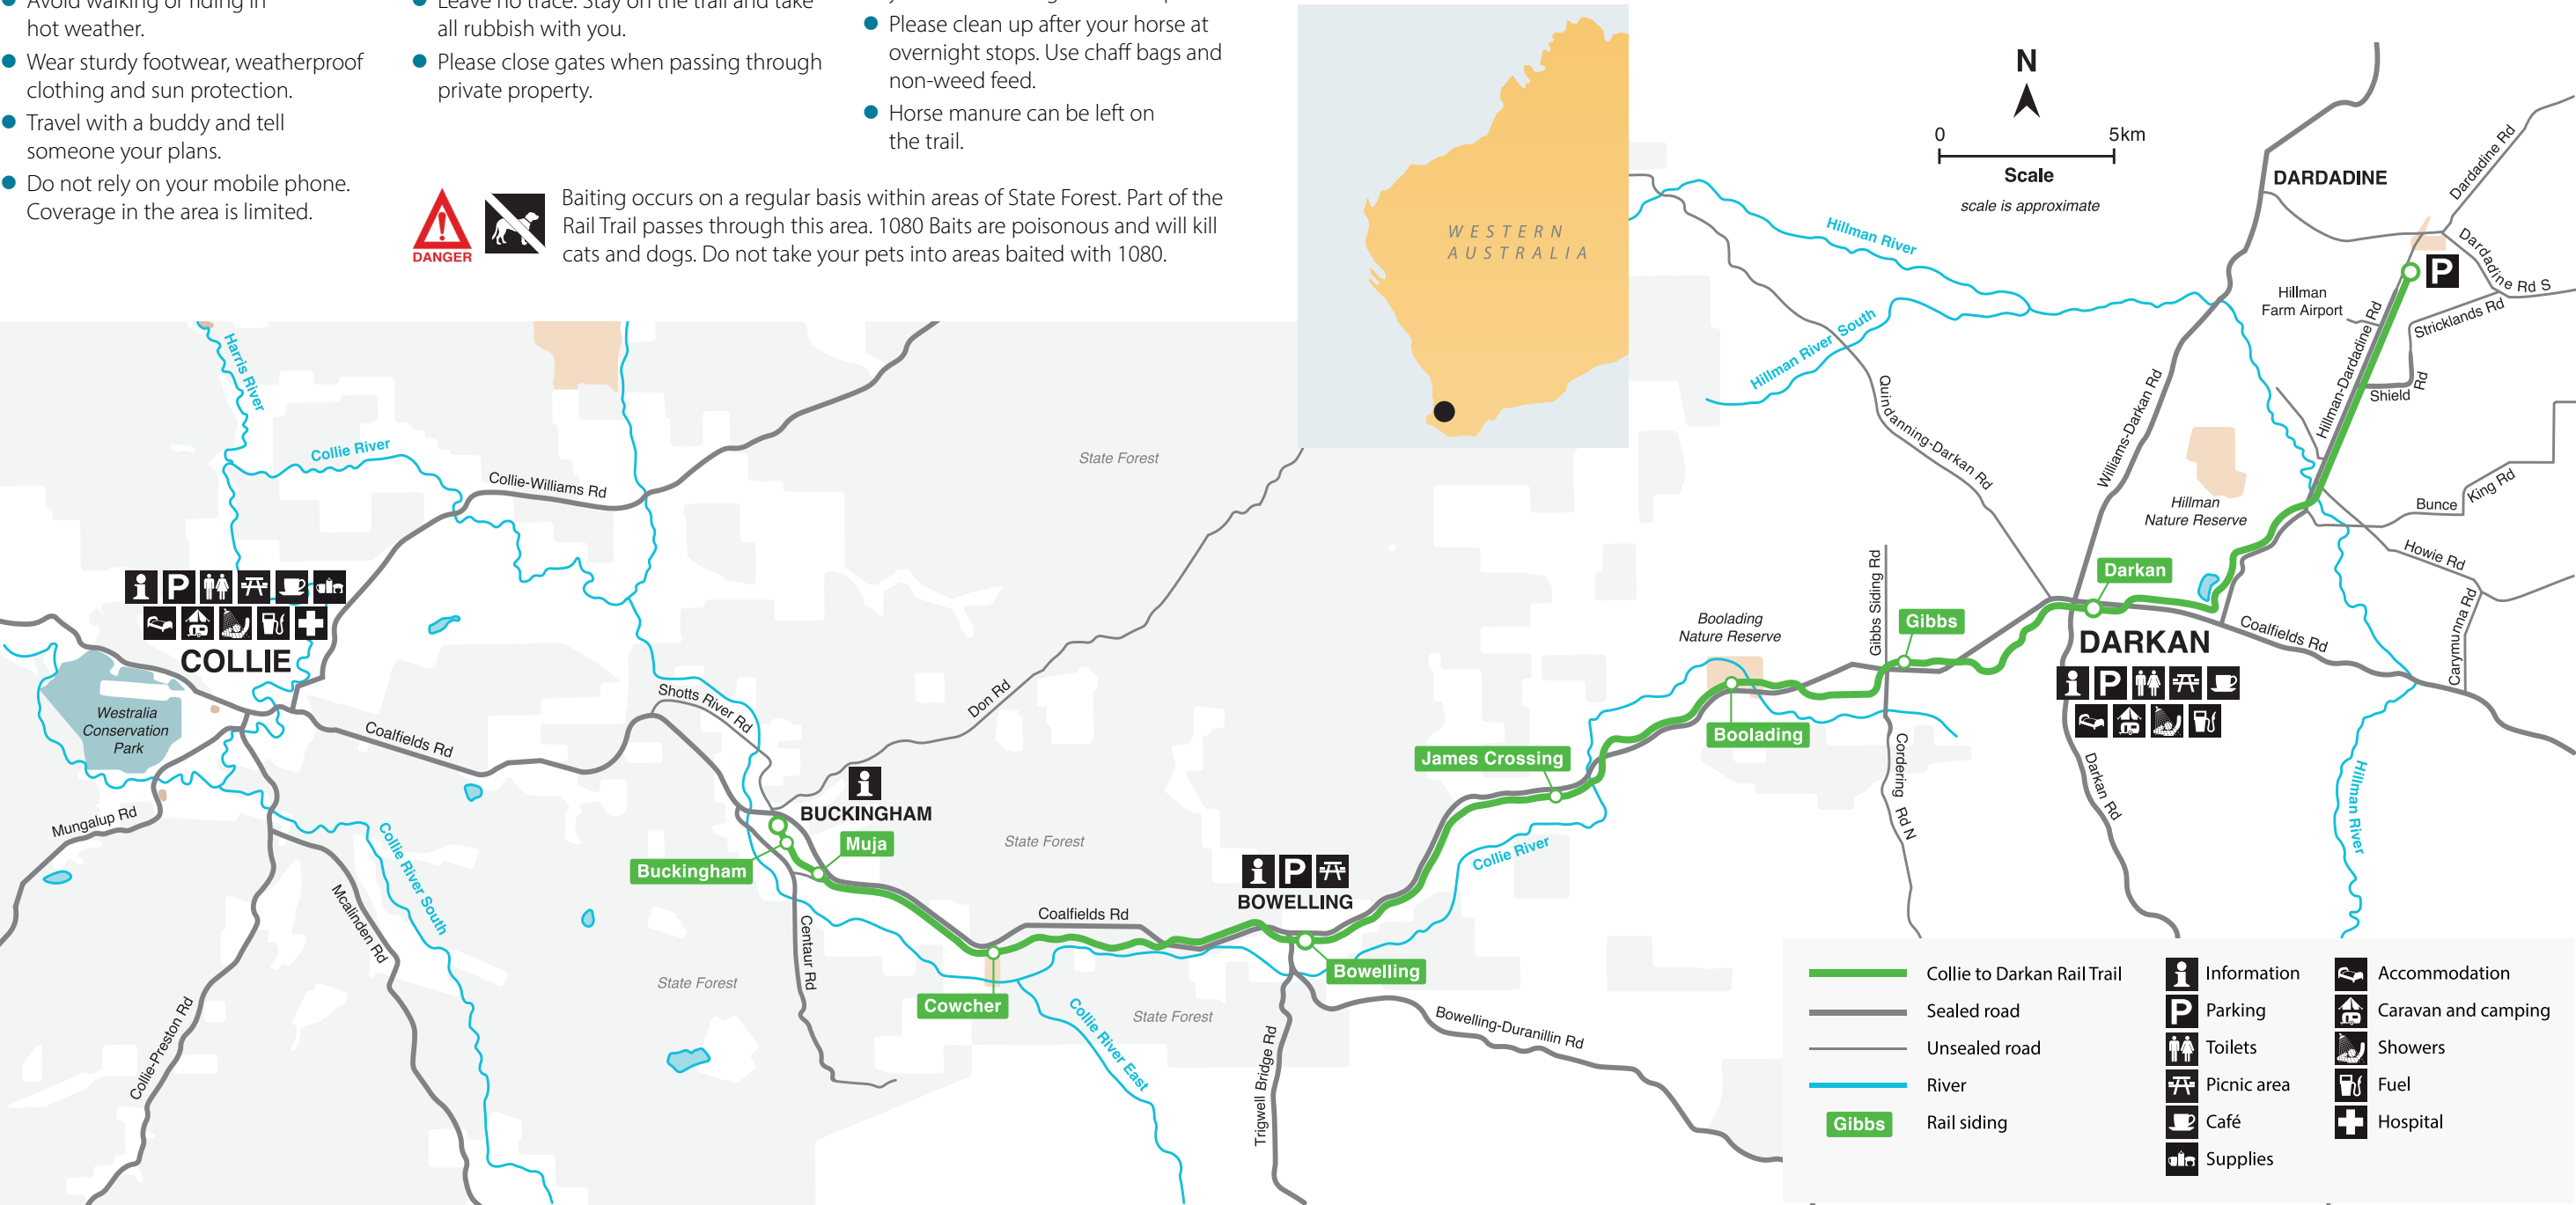 Avoid walking or riding in
hot weather.
Wear sturdy footwear, weatherproof
clothing and sun protection.
Travel with a buddy and tell
someone your plans.
Do not rely on your mobile phone.
Coverage in the area is limited.
Leave no trace. Stay on the trail and take
all rubbish with you.
Please close gates when passing through
private property.
Please clean up after your horse at
overnight stops. Use chaff bags and
non-weed feed.
Horse manure can be left on
the trail.
DANGER
Baiting occurs on a regular basis within areas of State Forest. Part of the
Rail Trail passes through this area. 1080 Baits are poisonous and will kill
cats and dogs. Do not take your pets into areas baited with 1080.
WESTERN
AUSTRALIA
N
0 5km
Scale
scale is approximate
DARDADINE
Dardadine Rd
Dardadine Rd S
P
Hillman
Farm Airport
Stricklands Rd
Hillman-Dardadine Rd
Shield Rd
Hillman River
Hillman River South
Quindanning-Darkan Rd
Williams-Darkan Rd
Hillman
Nature Reserve
Bunce King Rd
Howie Rd
Carymunna Rd
Coalfields Rd
Hillman River
Darkan
DARKAN
P
Darkan Rd
Gibbs Siding Rd
Gibbs
Cordering Rd N
Boolading
Nature Reserve
Boolading
James Crossing
Collie River
Harris River
Collie River
Collie-Williams Rd
State Forest
P
COLLIE
Westralia
Conservation
Park
Coalfields Rd
Shotts River Rd
Don Rd
Mungalup Rd
BUCKINGHAM
Buckingham
Muja
State Forest
Collie River South
Mcalinden Rd
Collie-Preston Rd
Centaur Rd
State Forest
Cowcher
Coalfields Rd
P
BOWELLING
Bowelling
Collie River East
State Forest
Trigwell Bridge Rd
Bowelling-Duranillin Rd
Collie to Darkan Rail Trail
Sealed road
Unsealed road
River
Gibbs Rail siding
Information
P Parking
Toilets
Picnic area
Café
Supplies
Accommodation
Caravan and camping
Showers
Fuel
Hospital